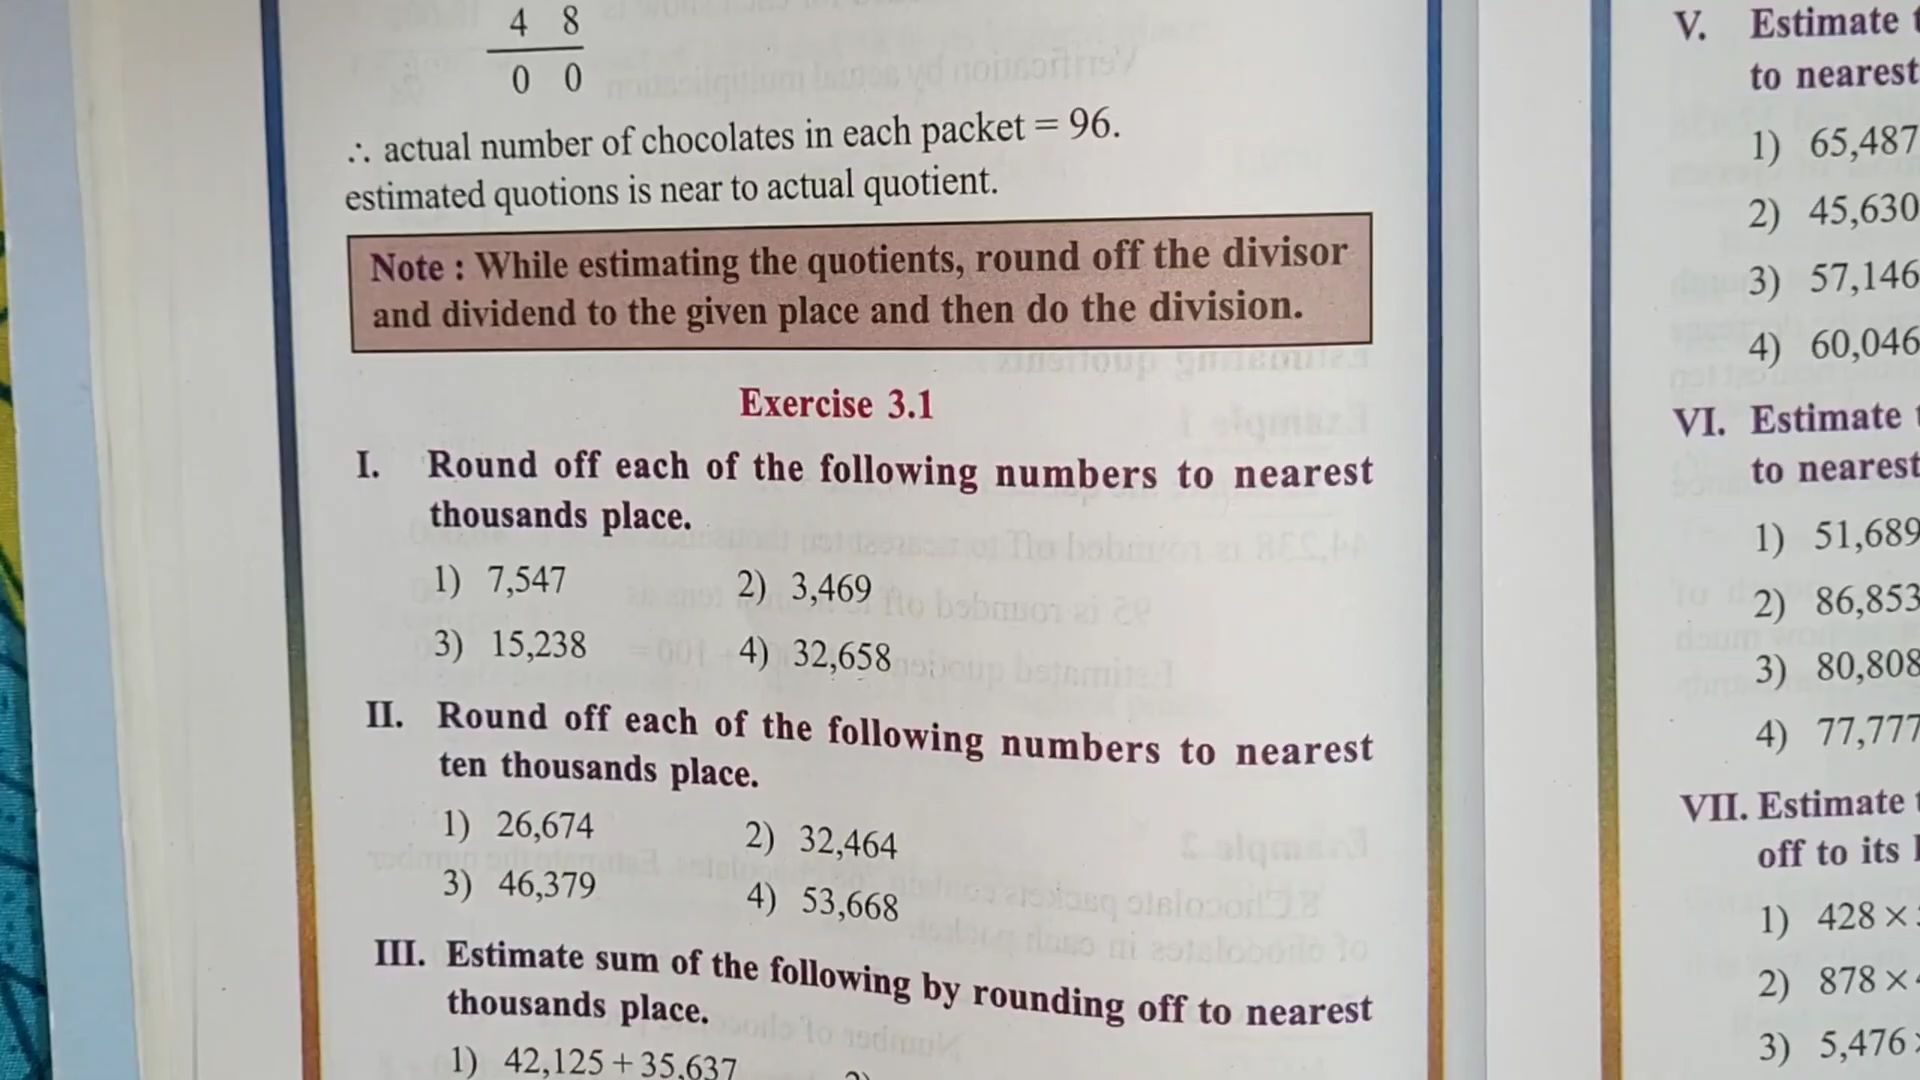 4 8
0 0
∴ actual number of chocolates in each packet = 96.
estimated quotions is near to actual quotient.
Note : While estimating the quotients, round off the divisor
and dividend to the given place and then do the division.
Exercise 3.1
I. Round off each of the following numbers to nearest
thousands place.
1) 7,547 2) 3,469
3) 15,238 4) 32,658
II. Round off each of the following numbers to nearest
ten thousands place.
1) 26,674 2) 32,464
3) 46,379 4) 53,668
III. Estimate sum of the following by rounding off to nearest
thousands place.
1) 42,125 + 35,637
V. Estimate
to nearest
1) 65,487
2) 45,630
3) 57,146
4) 60,046
VI. Estimate
to nearest
1) 51,689
2) 86,853
3) 80,808
4) 77,777
VII. Estimate
off to its
1) 428 ×
2) 878 ×
3) 5,476